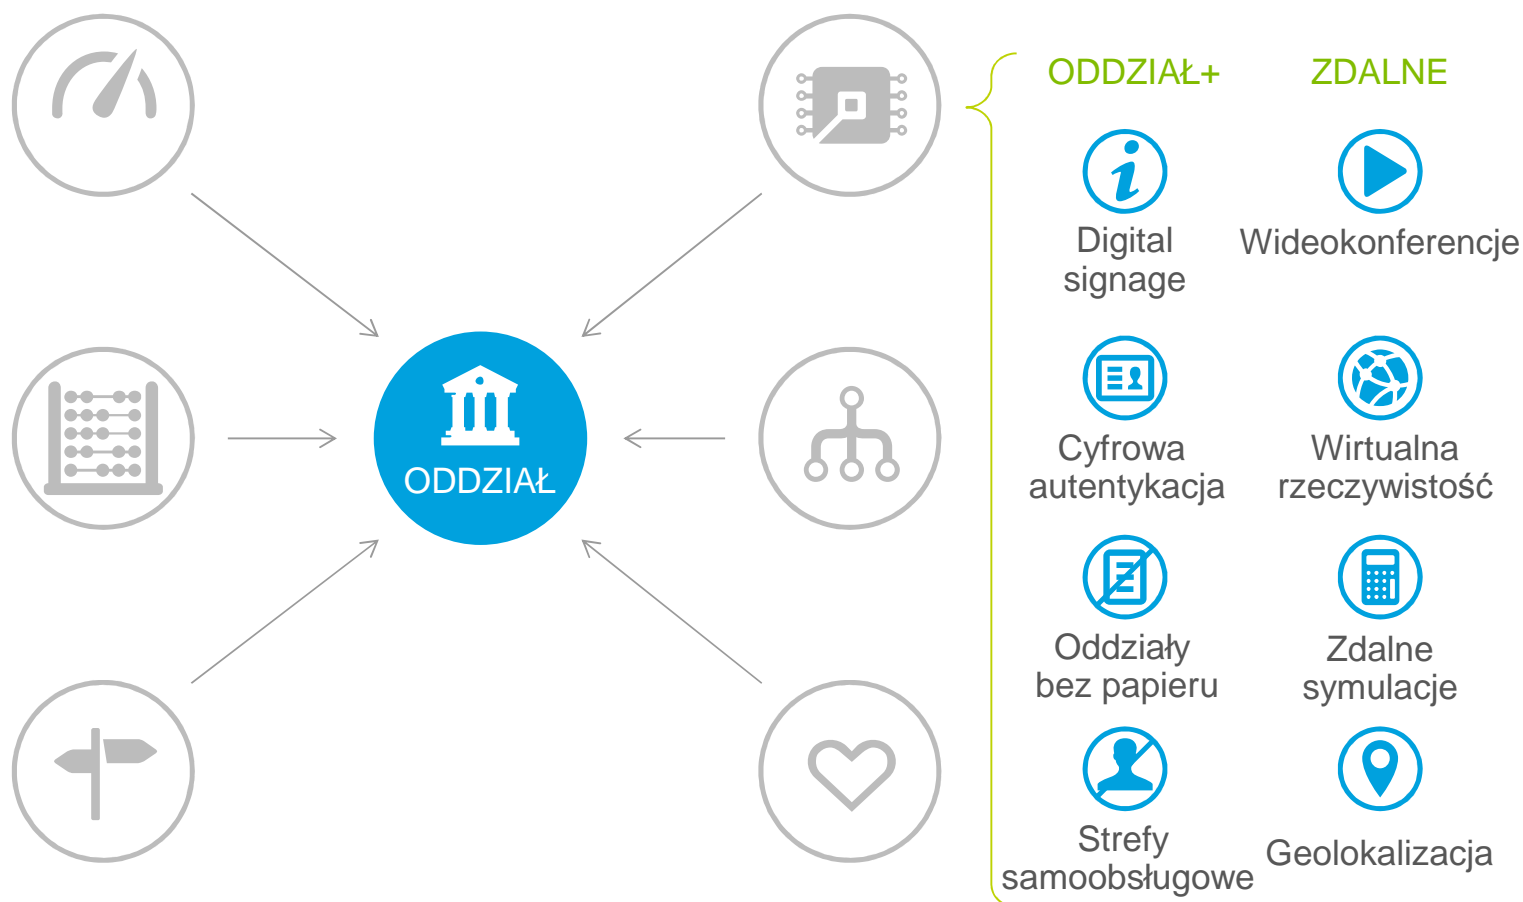 ODDZIAŁ
ODDZIAŁ+
ZDALNE
Digital
signage
Wideokonferencje
Cyfrowa
autentykacja
Wirtualna
rzeczywistość
Oddziały
bez papieru
Zdalne
symulacje
Strefy
samoobsługowe
Geolokalizacja